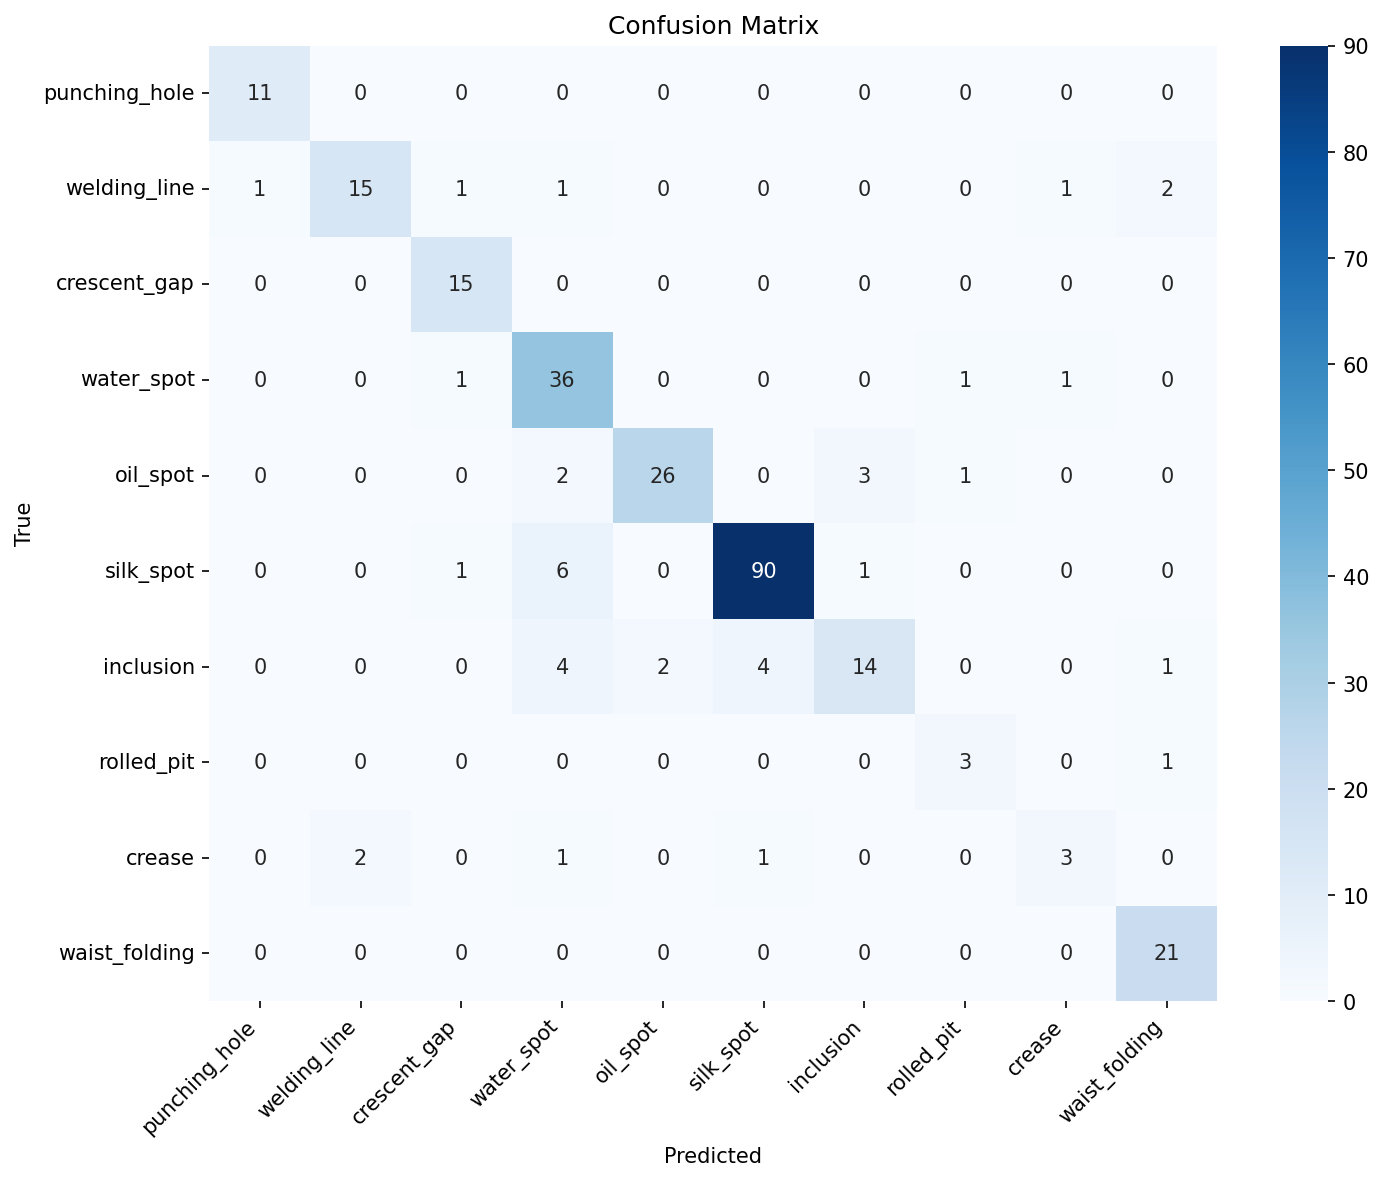 Confusion Matrix
punching_hole 11 0 0 0 0 0 0 0 0 0
welding_line 1 15 1 1 0 0 0 0 1 2
crescent_gap 0 0 15 0 0 0 0 0 0 0
water_spot 0 0 1 36 0 0 0 1 1 0
oil_spot 0 0 0 2 26 0 3 1 0 0
silk_spot 0 0 1 6 0 90 1 0 0 0
inclusion 0 0 0 4 2 4 14 0 0 1
rolled_pit 0 0 0 0 0 0 0 3 0 1
crease 0 2 0 1 0 1 0 0 3 0
waist_folding 0 0 0 0 0 0 0 0 0 21
True
punching_hole welding_line crescent_gap water_spot oil_spot silk_spot inclusion rolled_pit crease waist_folding
Predicted
90
80
70
60
50
40
30
20
10
0